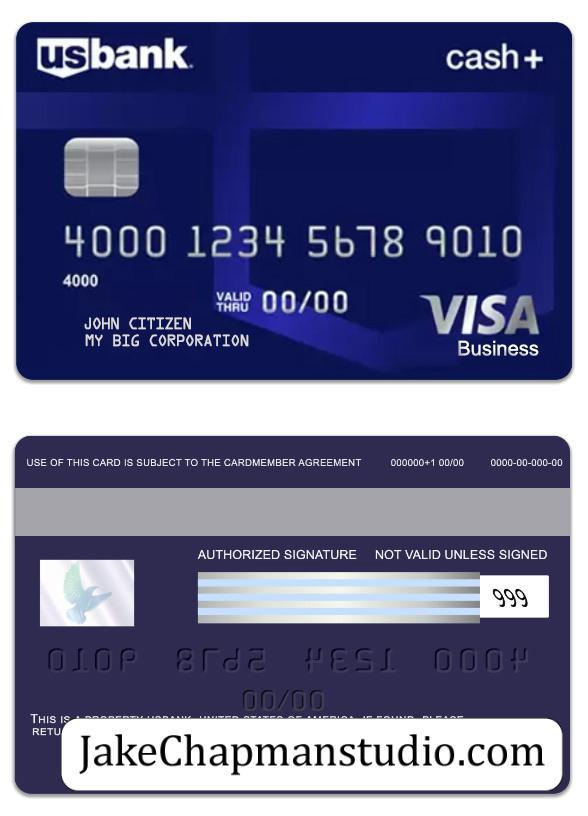 usbank
cash+
4000 1234 5678 9010
4000
VALID THRU 00/00
JOHN CITIZEN
MY BIG CORPORATION
VISA
Business
USE OF THIS CARD IS SUBJECT TO THE CARDMEMBER AGREEMENT 000000+1 00/00 0000-00-000-00
AUTHORIZED SIGNATURE NOT VALID UNLESS SIGNED
999
4000 1234 5678 9010
00/00
THIS IS A PROPERTY USBANK, UNITED STATES OF AMERICA. IF FOUND, PLEASE
JakeChapmanstudio.com